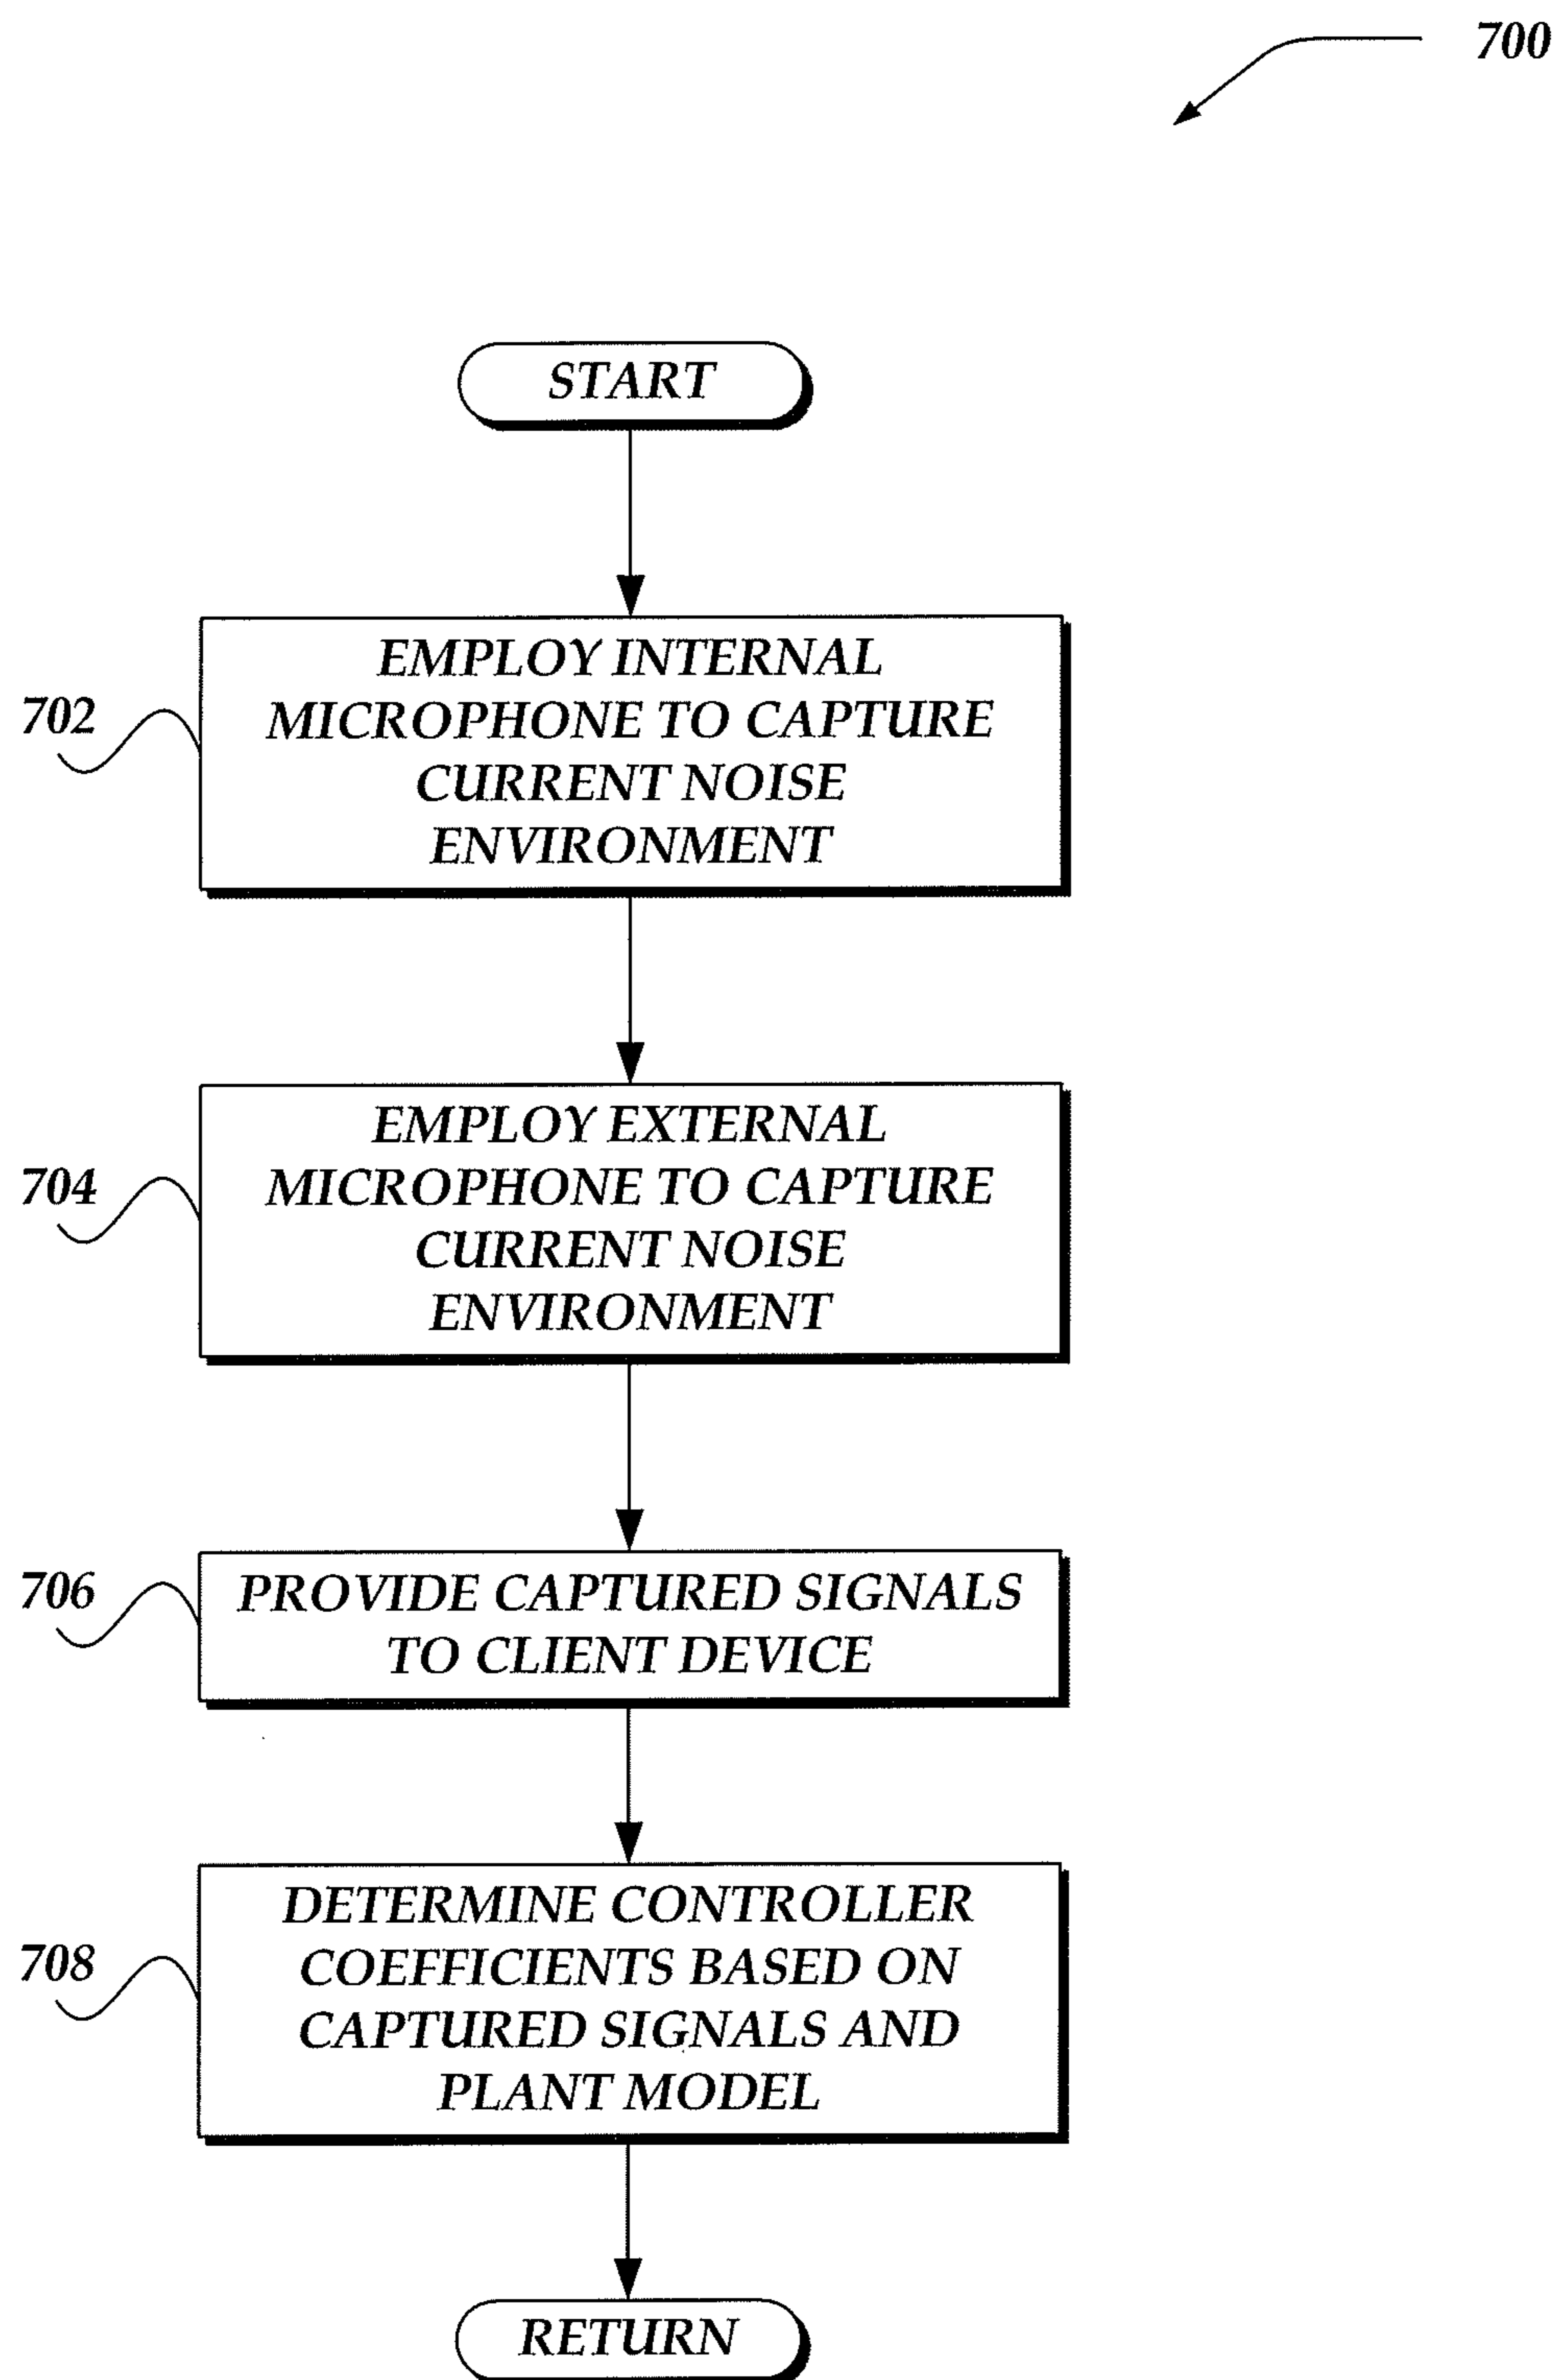 700
START
702
EMPLOY INTERNAL
MICROPHONE TO CAPTURE
CURRENT NOISE
ENVIRONMENT
704
EMPLOY EXTERNAL
MICROPHONE TO CAPTURE
CURRENT NOISE
ENVIRONMENT
706
PROVIDE CAPTURED SIGNALS
TO CLIENT DEVICE
708
DETERMINE CONTROLLER
COEFFICIENTS BASED ON
CAPTURED SIGNALS AND
PLANT MODEL
RETURN